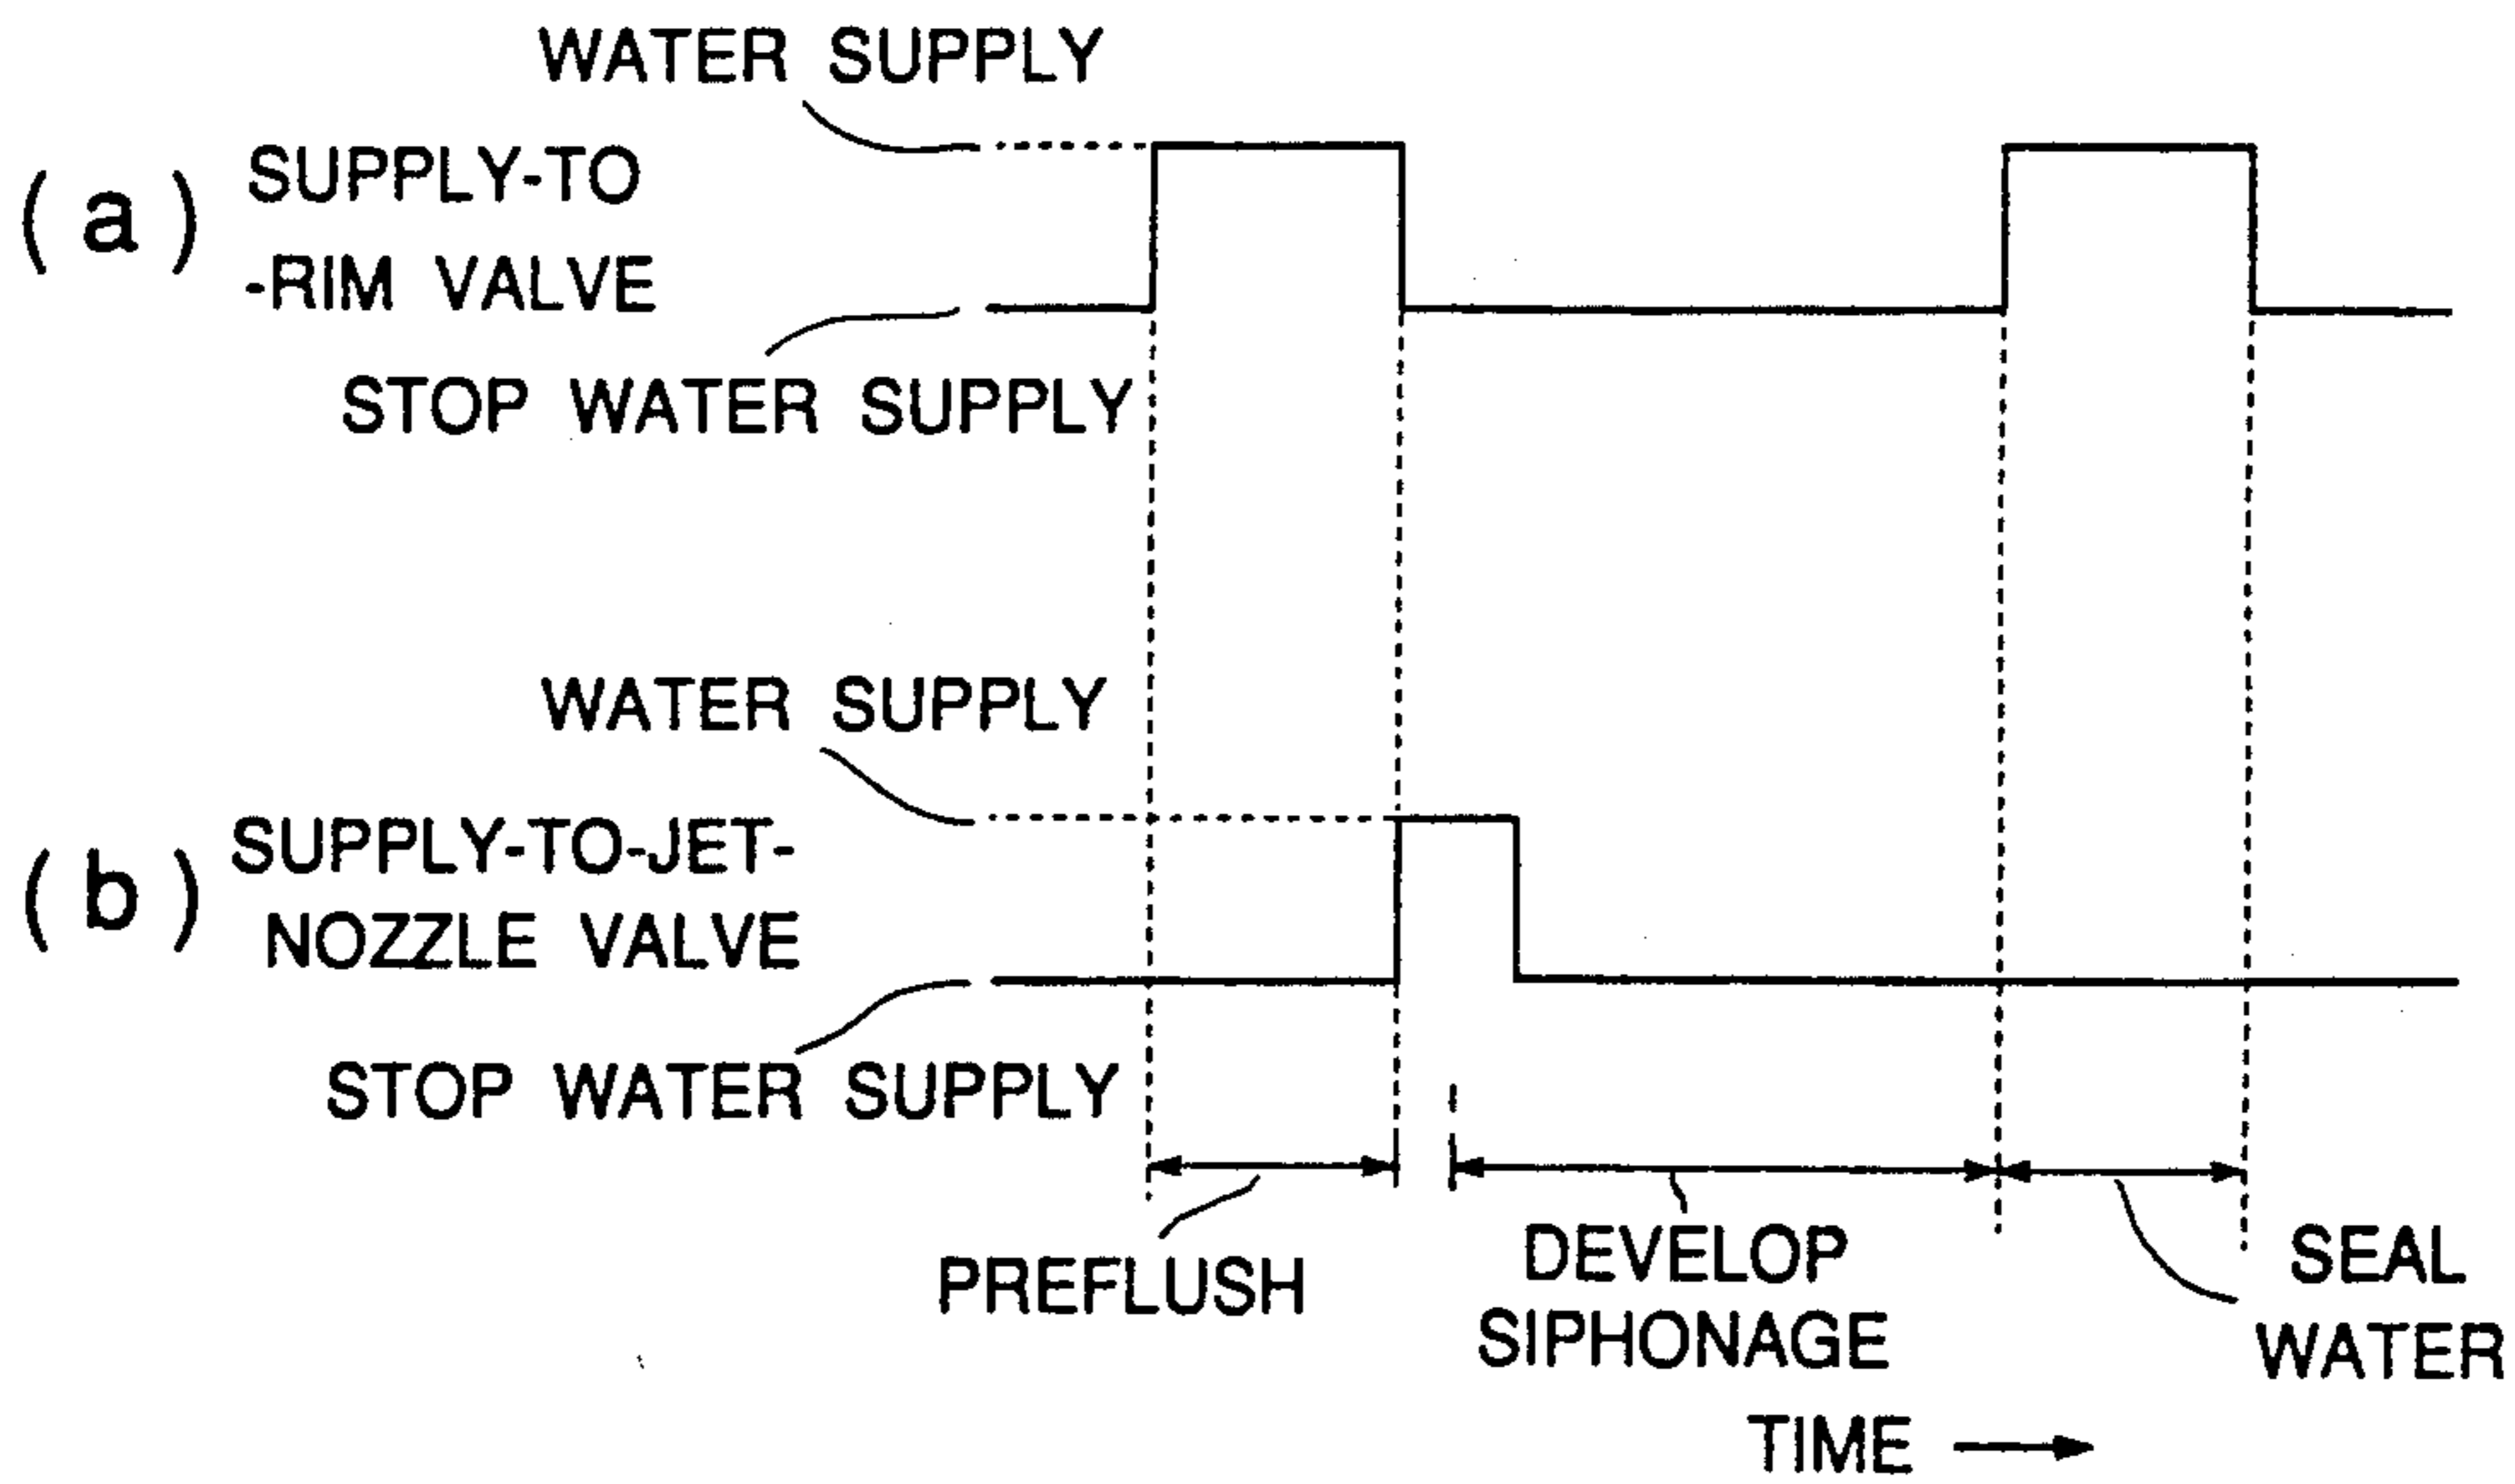 WATER SUPPLY
(a) SUPPLY-TO
-RIM VALVE
STOP WATER SUPPLY
WATER SUPPLY
(b) SUPPLY-TO-JET-
NOZZLE VALVE
STOP WATER SUPPLY
PREFLUSH
DEVELOP
SIPHONAGE
SEAL
WATER
TIME